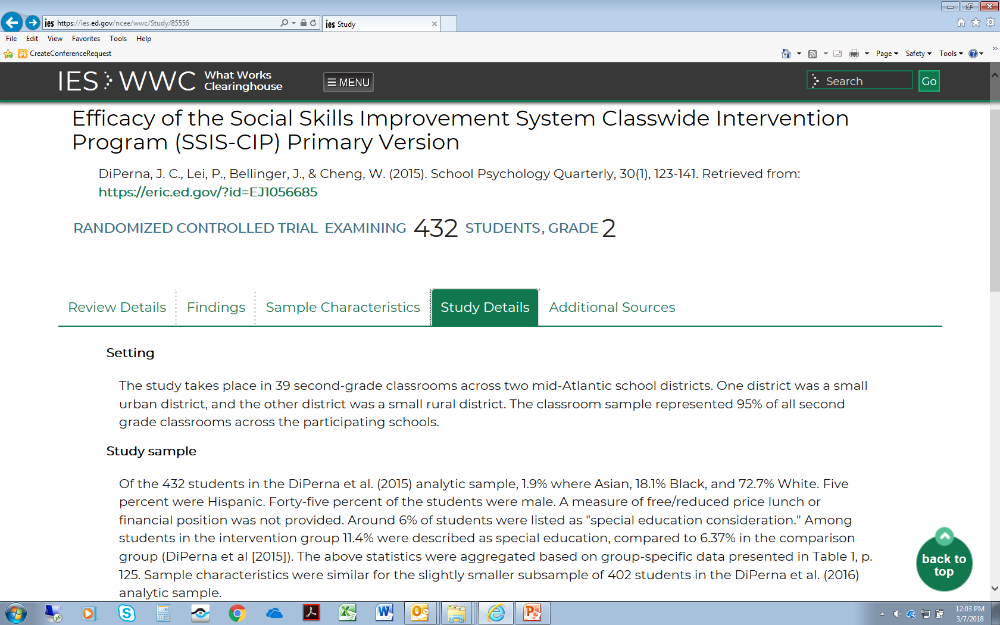 ies https://ies.ed.gov/ncee/wwc/Study/85556
ies Study
File Edit View Favorites Tools Help
CreateConferenceRequest
Page Safety Tools
IES WWC What Works
Clearinghouse
MENU
Search
Go
Efficacy of the Social Skills Improvement System Classwide Intervention
Program (SSIS-CIP) Primary Version
DiPerna, J. C., Lei, P., Bellinger, J., & Cheng, W. (2015). School Psychology Quarterly, 30(1), 123-141. Retrieved from:
https://eric.ed.gov/?id=EJ1056685
RANDOMIZED CONTROLLED TRIAL EXAMINING 432 STUDENTS, GRADE 2
Review Details Findings Sample Characteristics Study Details Additional Sources
Setting
The study takes place in 39 second-grade classrooms across two mid-Atlantic school districts. One district was a small
urban district, and the other district was a small rural district. The classroom sample represented 95% of all second
grade classrooms across the participating schools.
Study sample
Of the 432 students in the DiPerna et al. (2015) analytic sample, 1.9% where Asian, 18.1% Black, and 72.7% White. Five
percent were Hispanic. Forty-five percent of the students were male. A measure of free/reduced price lunch or
financial position was not provided. Around 6% of students were listed as "special education consideration." Among
students in the intervention group 11.4% were described as special education, compared to 6.37% in the comparison
group (DiPerna et al [2015]). The above statistics were aggregated based on group-specific data presented in Table 1, p.
125. Sample characteristics were similar for the slightly smaller subsample of 402 students in the DiPerna et al. (2016)
analytic sample.
back to
top
12:03 PM
3/7/2018